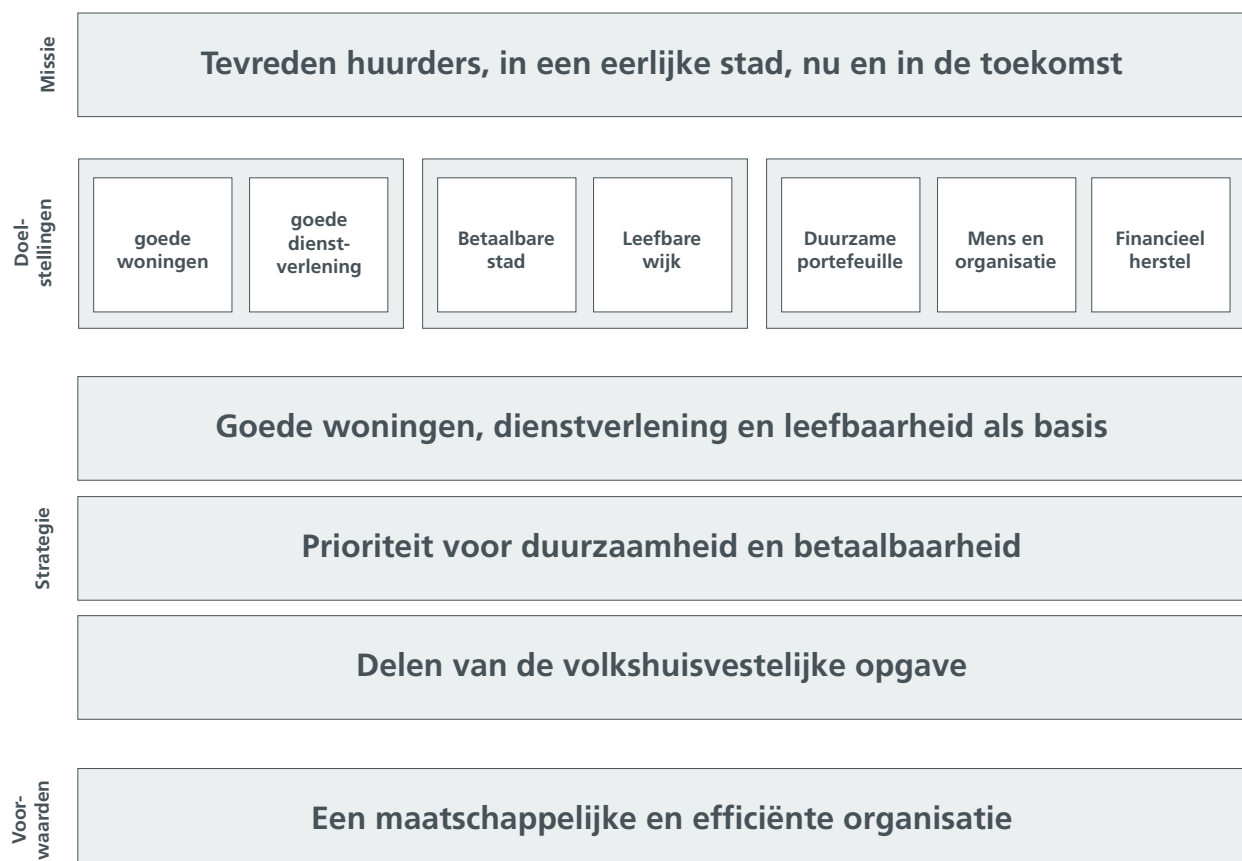 Missie
Tevreden huurders, in een eerlijke stad, nu en in de toekomst
Doel-
stellingen
goede
woningen
goede
dienst-
verlening
Betaalbare
stad
Leefbare
wijk
Duurzame
portefeuille
Mens en
organisatie
Financieel
herstel
Strategie
Goede woningen, dienstverlening en leefbaarheid als basis
Prioriteit voor duurzaamheid en betaalbaarheid
Delen van de volkshuisvestelijke opgave
Voor-
waarden
Een maatschappelijke en efficiënte organisatie